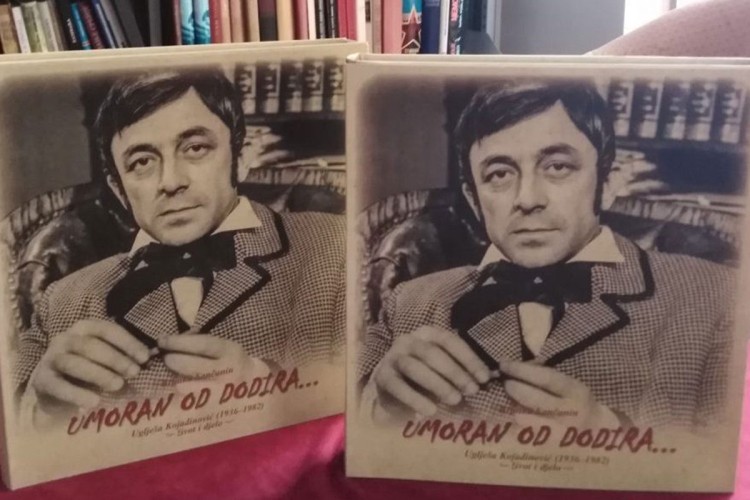 UMORAN OD DODIRA...
Uglješa Kojadinović (1936–1982)
— život i djelo —
UMORAN OD DODIRA...
Uglješa Kojadinović (1936–1982)
— život i djelo —